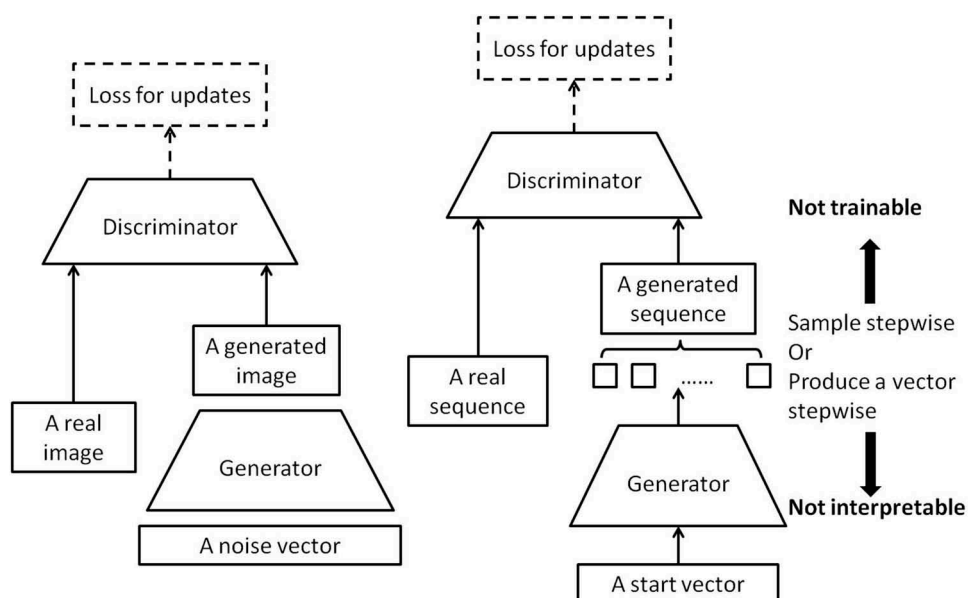 Loss for updates
Discriminator
A generated
image
A real
image
Generator
A noise vector
Loss for updates
Discriminator
A generated
sequence
A real
sequence
......
Generator
A start vector
Not trainable
Sample stepwise
Or
Produce a vector
stepwise
Not interpretable